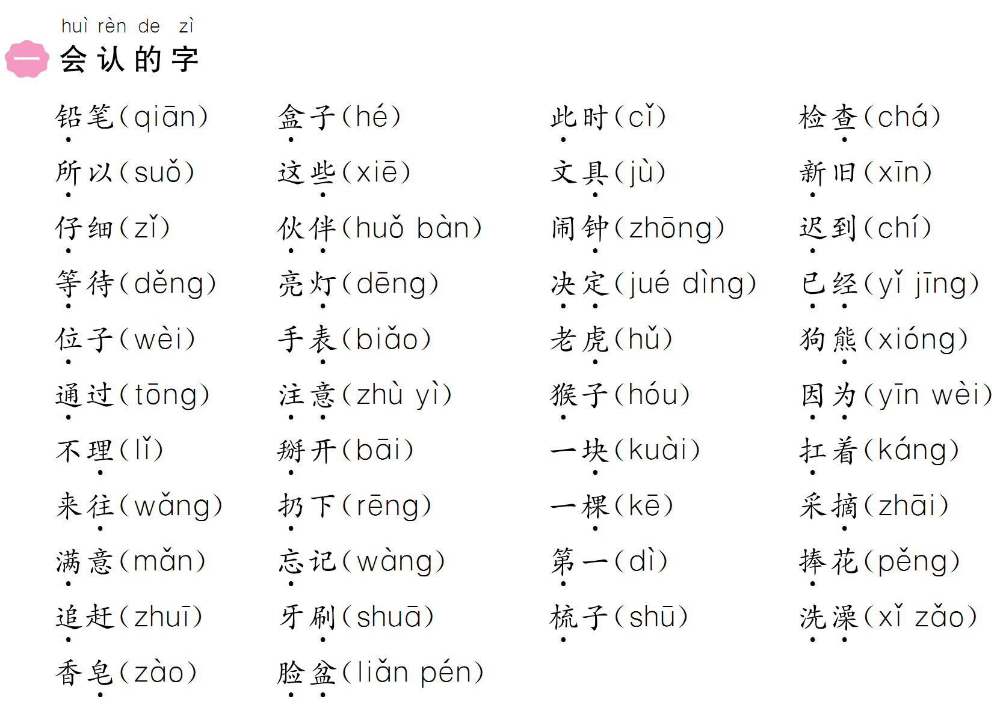 huì rèn de zì
一 会认的字
铅笔(qiān) 盒子(hé) 此时(cǐ) 检查(chá)
所以(suǒ) 这些(xiē) 文具(jù) 新旧(xīn)
仔细(zǐ) 伙伴(huǒ bàn) 闹钟(zhōng) 迟到(chí)
等待(děng) 亮灯(dēng) 决定(jué dìng) 已经(yǐ jīng)
位子(wèi) 手表(biǎo) 老虎(hǔ) 狗熊(xióng)
通过(tōng) 注意(zhù yì) 猴子(hóu) 因为(yīn wèi)
不理(lǐ) 掰开(bāi) 一块(kuài) 扛着(káng)
来往(wǎng) 扔下(rēng) 一棵(kē) 采摘(zhāi)
满意(mǎn) 忘记(wàng) 第一(dì) 捧花(pěng)
追赶(zhuī) 牙刷(shuā) 梳子(shū) 洗澡(xǐ zǎo)
香皂(zào) 脸盆(liǎn pén)